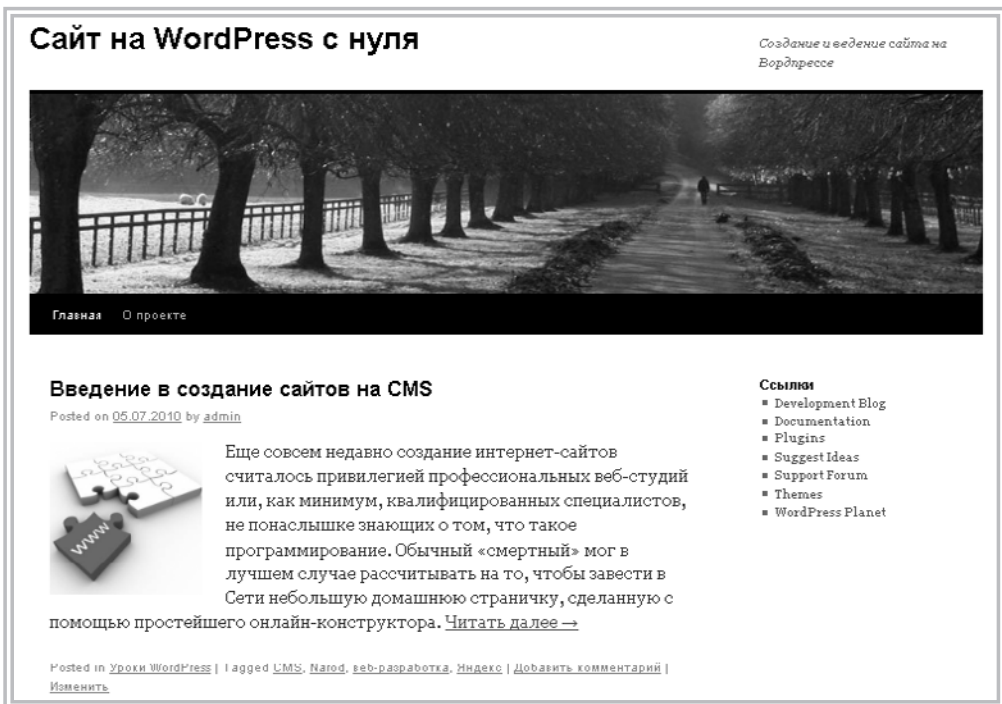 Сайт на WordPress с нуля
Создание и ведение сайта на
Вордпрессе
Главная О проекте
Введение в создание сайтов на CMS
Posted on 05.07.2010 by admin
www
Еще совсем недавно создание интернет-сайтов
считалось привилегией профессиональных веб-студий
или, как минимум, квалифицированных специалистов,
не понаслышке знающих о том, что такое
программирование. Обычный «смертный» мог в
лучшем случае рассчитывать на то, чтобы завести в
Сети небольшую домашнюю страничку, сделанную с
помощью простейшего онлайн-конструктора. Читать далее →
Posted in Уроки WordPress | Tagged CMS, Narod, веб-разработка, Яндекс | Добавить комментарий |
Изменить
Ссылки
Development Blog
Documentation
Plugins
Suggest Ideas
Support Forum
Themes
WordPress Planet